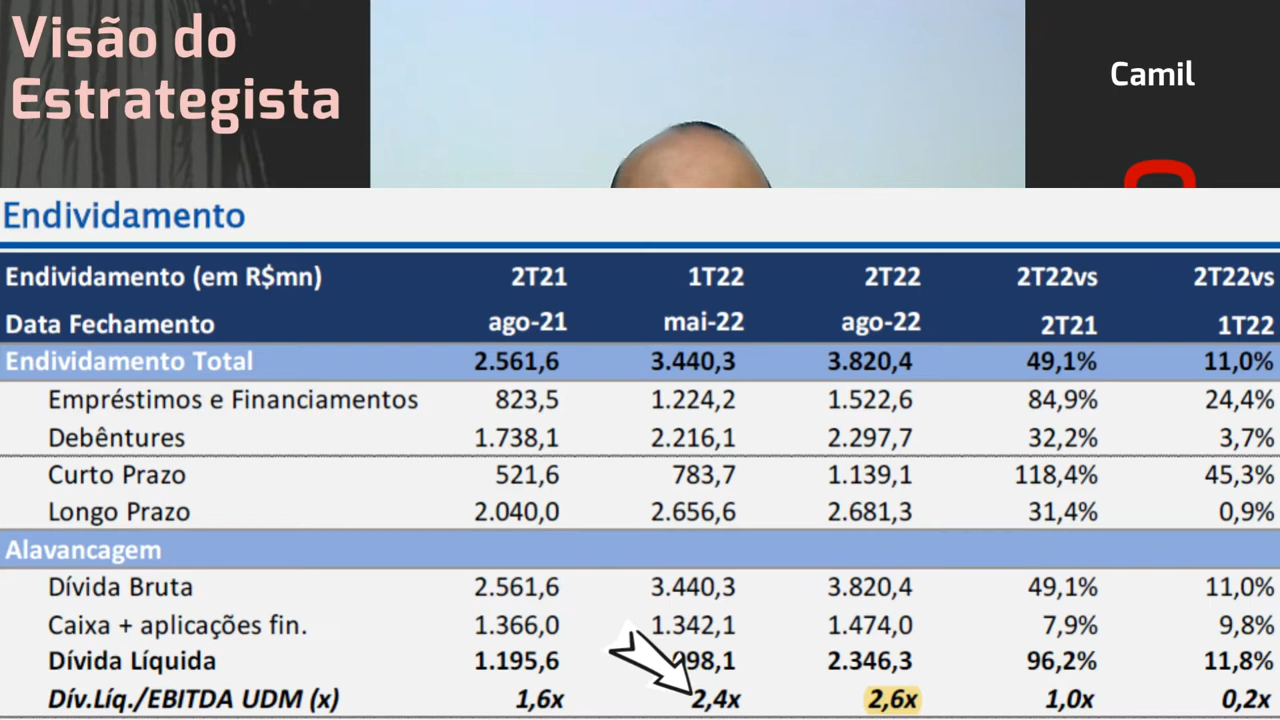 Visão do
Estrategista
Camil
Endividamento
Endividamento (em R$mn) 2T21 1T22 2T22 2T22vs 2T22vs
Data Fechamento ago-21 mai-22 ago-22 2T21 1T22
Endividamento Total 2.561,6 3.440,3 3.820,4 49,1% 11,0%
Empréstimos e Financiamentos 823,5 1.224,2 1.522,6 84,9% 24,4%
Debêntures 1.738,1 2.216,1 2.297,7 32,2% 3,7%
Curto Prazo 521,6 783,7 1.139,1 118,4% 45,3%
Longo Prazo 2.040,0 2.656,6 2.681,3 31,4% 0,9%
Alavancagem
Dívida Bruta 2.561,6 3.440,3 3.820,4 49,1% 11,0%
Caixa + aplicações fin. 1.366,0 1.342,1 1.474,0 7,9% 9,8%
Dívida Líquida 1.195,6 2.346,3 96,2% 11,8%
Dív.Líq./EBITDA UDM (x) 1,6x 2,4x 2,6x 1,0x 0,2x